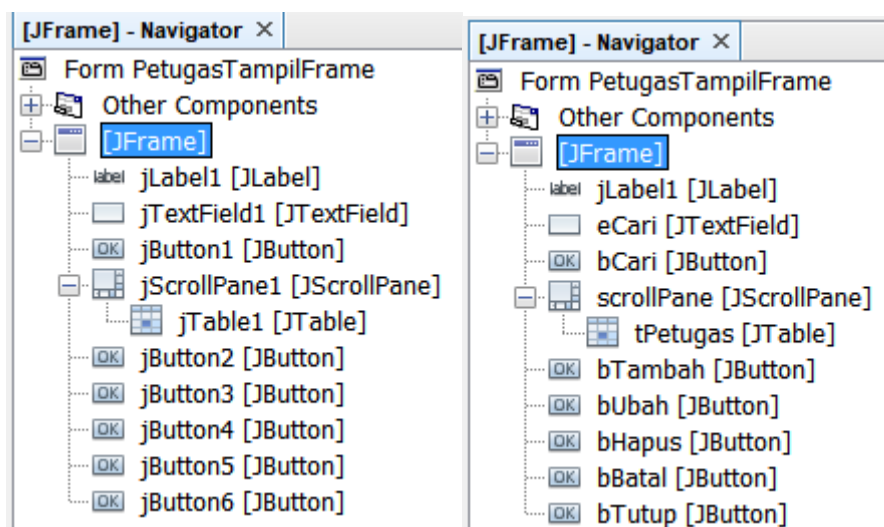 [JFrame] - Navigator ×
Form PetugasTampilFrame
Other Components
[JFrame]
label jLabel1 [JLabel]
jTextField1 [JTextField]
OK jButton1 [JButton]
jScrollPane1 [JScrollPane]
jTable1 [JTable]
OK jButton2 [JButton]
OK jButton3 [JButton]
OK jButton4 [JButton]
OK jButton5 [JButton]
OK jButton6 [JButton]
[JFrame] - Navigator ×
Form PetugasTampilFrame
Other Components
[JFrame]
label jLabel1 [JLabel]
eCari [JTextField]
OK bCari [JButton]
scrollPane [JScrollPane]
tPetugas [JTable]
OK bTambah [JButton]
OK bUbah [JButton]
OK bHapus [JButton]
OK bBatal [JButton]
OK bTutup [JButton]